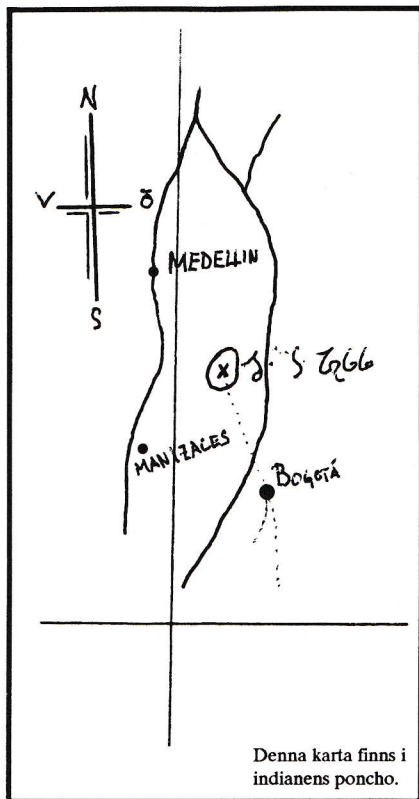 N
V Ö
S
MEDELLIN
X
MANIZALES
BOGOTÁ
Denna karta finns i
indianens poncho.